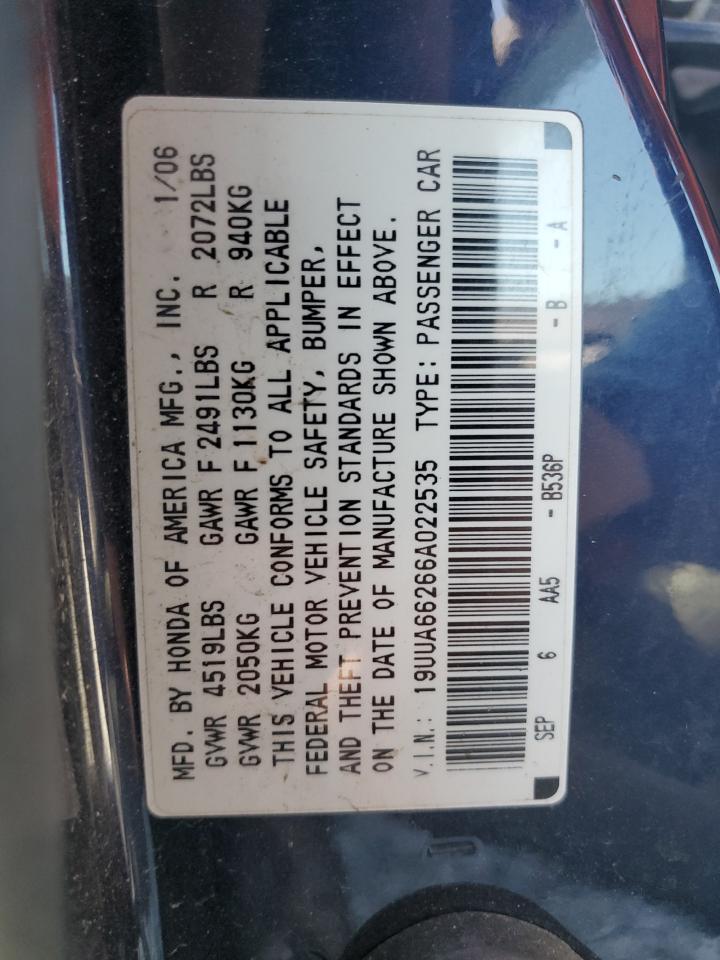 MFD. BY HONDA OF AMERICA MFG., INC. 1/06
GVWR 4519LBS GAWR F 2491LBS R 2072LBS
GVWR 2050KG GAWR F 1130KG R 940KG
THIS VEHICLE CONFORMS TO ALL APPLICABLE
FEDERAL MOTOR VEHICLE SAFETY, BUMPER,
AND THEFT PREVENTION STANDARDS IN EFFECT
ON THE DATE OF MANUFACTURE SHOWN ABOVE.
V.I.N.: 19UUA66266A022535 TYPE: PASSENGER CAR
SEP 6 AA5 - B536P - B - A